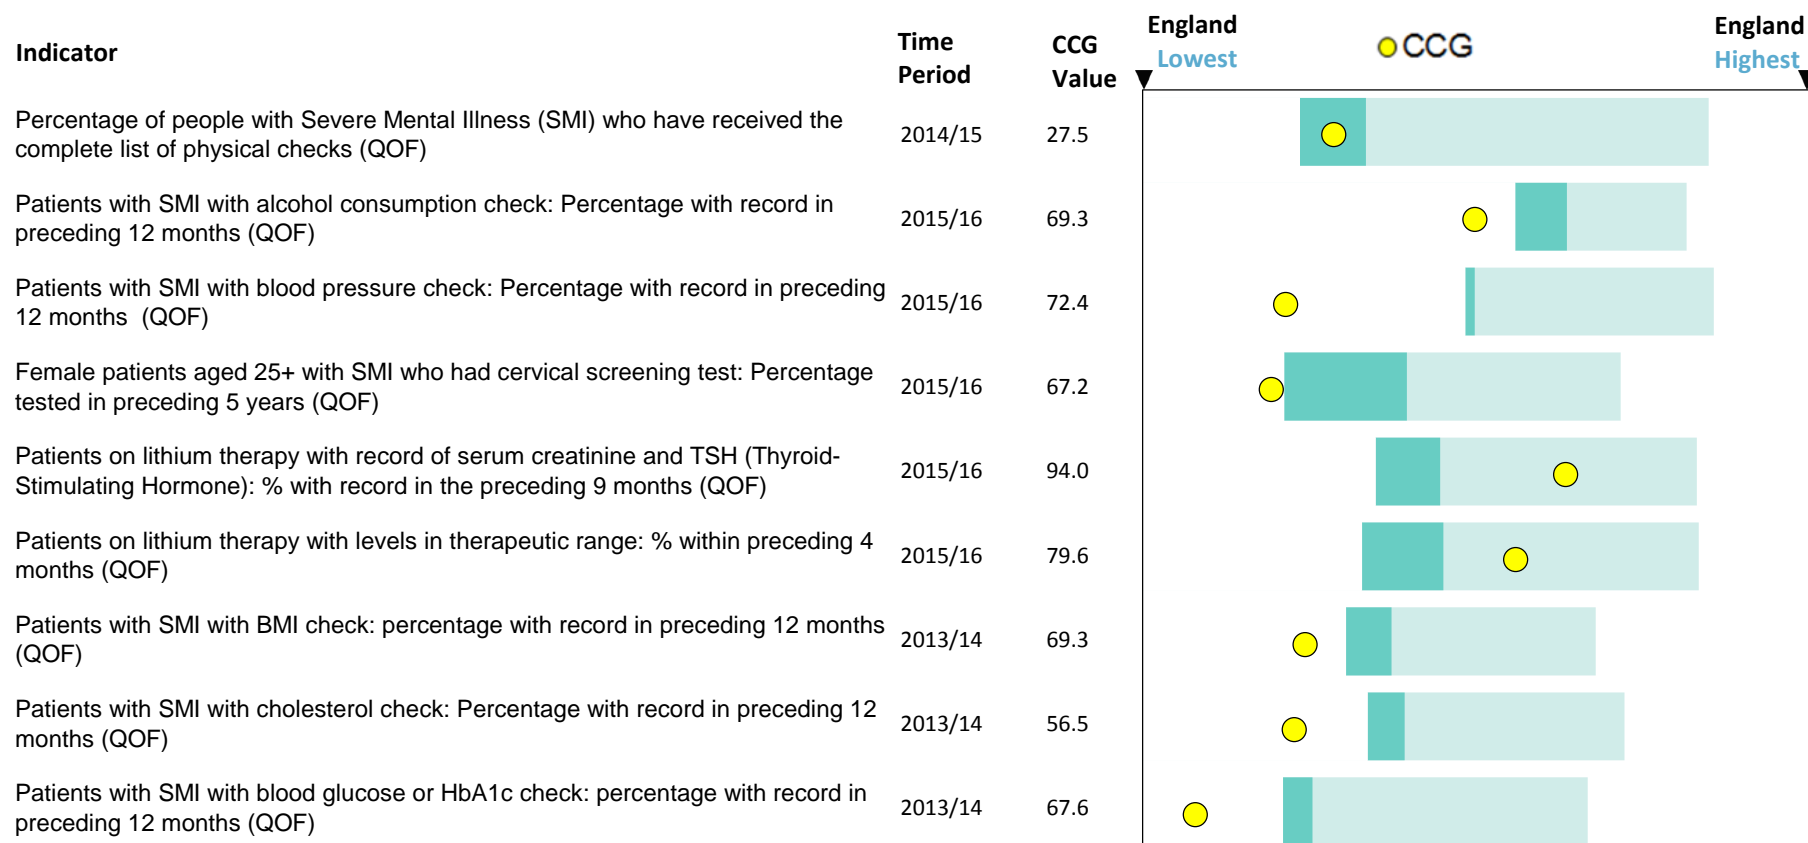 Indicator
Time Period
CCG Value
England Lowest
CCG
England Highest
Percentage of people with Severe Mental Illness (SMI) who have received the
complete list of physical checks (QOF)
2014/15
27.5
Patients with SMI with alcohol consumption check: Percentage with record in
preceding 12 months (QOF)
2015/16
69.3
Patients with SMI with blood pressure check: Percentage with record in preceding
12 months  (QOF)
2015/16
72.4
Female patients aged 25+ with SMI who had cervical screening test: Percentage
tested in preceding 5 years (QOF)
2015/16
67.2
Patients on lithium therapy with record of serum creatinine and TSH (Thyroid-
Stimulating Hormone): % with record in the preceding 9 months (QOF)
2015/16
94.0
Patients on lithium therapy with levels in therapeutic range: % within preceding 4
months (QOF)
2015/16
79.6
Patients with SMI with BMI check: percentage with record in preceding 12 months
(QOF)
2013/14
69.3
Patients with SMI with cholesterol check: Percentage with record in preceding 12
months (QOF)
2013/14
56.5
Patients with SMI with blood glucose or HbA1c check: percentage with record in
preceding 12 months (QOF)
2013/14
67.6